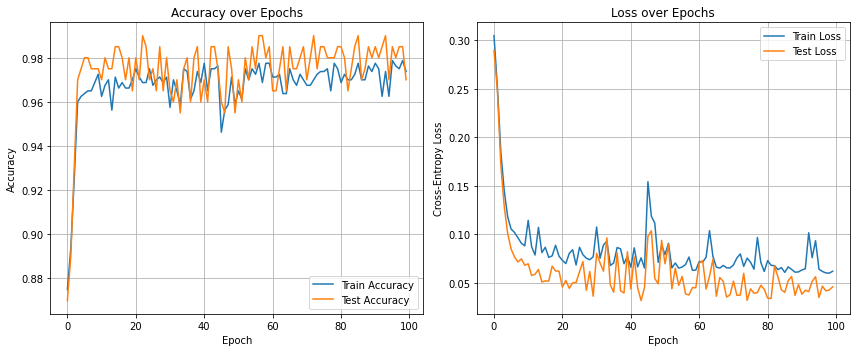 Accuracy over Epochs
Accuracy
0.98
0.96
0.94
0.92
0.90
0.88
0
20
40
60
80
100
Epoch
Train Accuracy
Test Accuracy
Loss over Epochs
Cross-Entropy Loss
0.30
0.25
0.20
0.15
0.10
0.05
0
20
40
60
80
100
Epoch
Train Loss
Test Loss